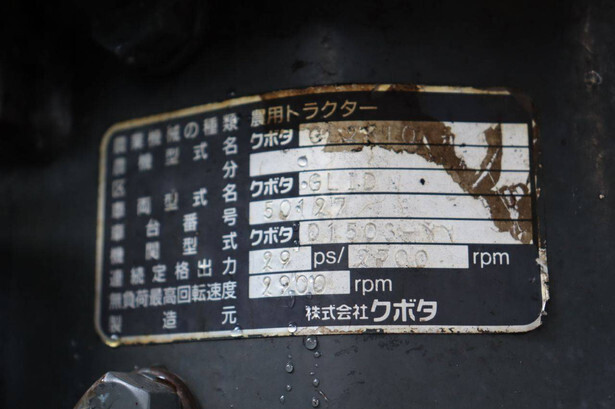 農業機械の種類 農用トラクター
農機型式名 クボタ
区分
車両型式名 クボタ GL1D
車台番号 50127
機関型式 クボタ D1503-
連続定格出力 29 ps/2700 rpm
無負荷最高回転速度 2900 rpm
製造元 株式会社クボタ